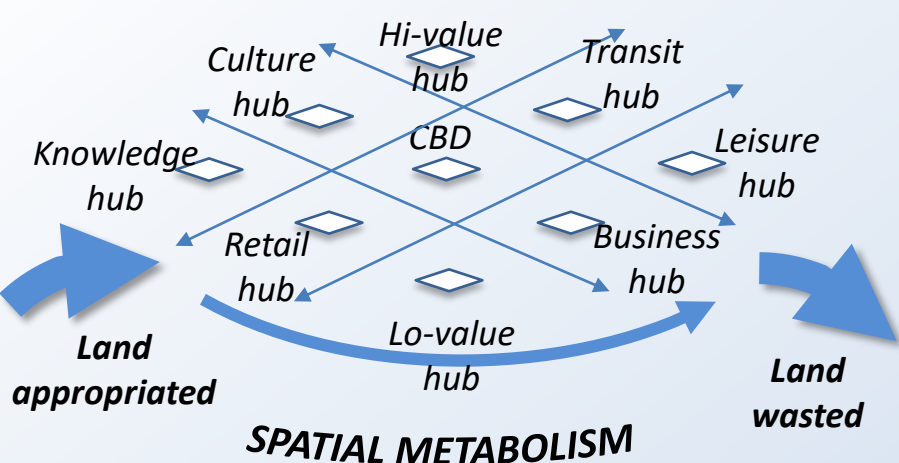 Hi-value
hub
Culture
hub
Transit
hub
CBD
Knowledge
hub
Leisure
hub
Retail
hub
Business
hub
Lo-value
hub
Land
appropriated
Land
wasted
SPATIAL METABOLISM